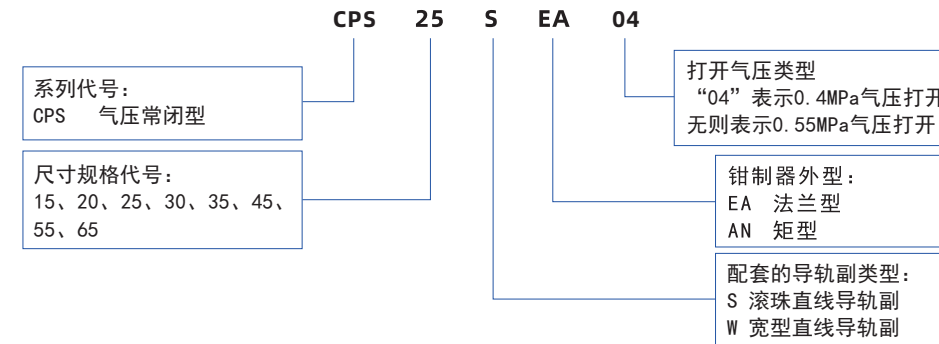 CPS 25 S EA 04
系列代号：
CPS 气压常闭型
尺寸规格代号：
15、20、25、30、35、45、
55、65
打开气压类型
“04”表示0.4MPa气压打开
无则表示0.55MPa气压打开
钳制器外型：
EA 法兰型
AN 矩型
配套的导轨副类型：
S 滚珠直线导轨副
W 宽型直线导轨副